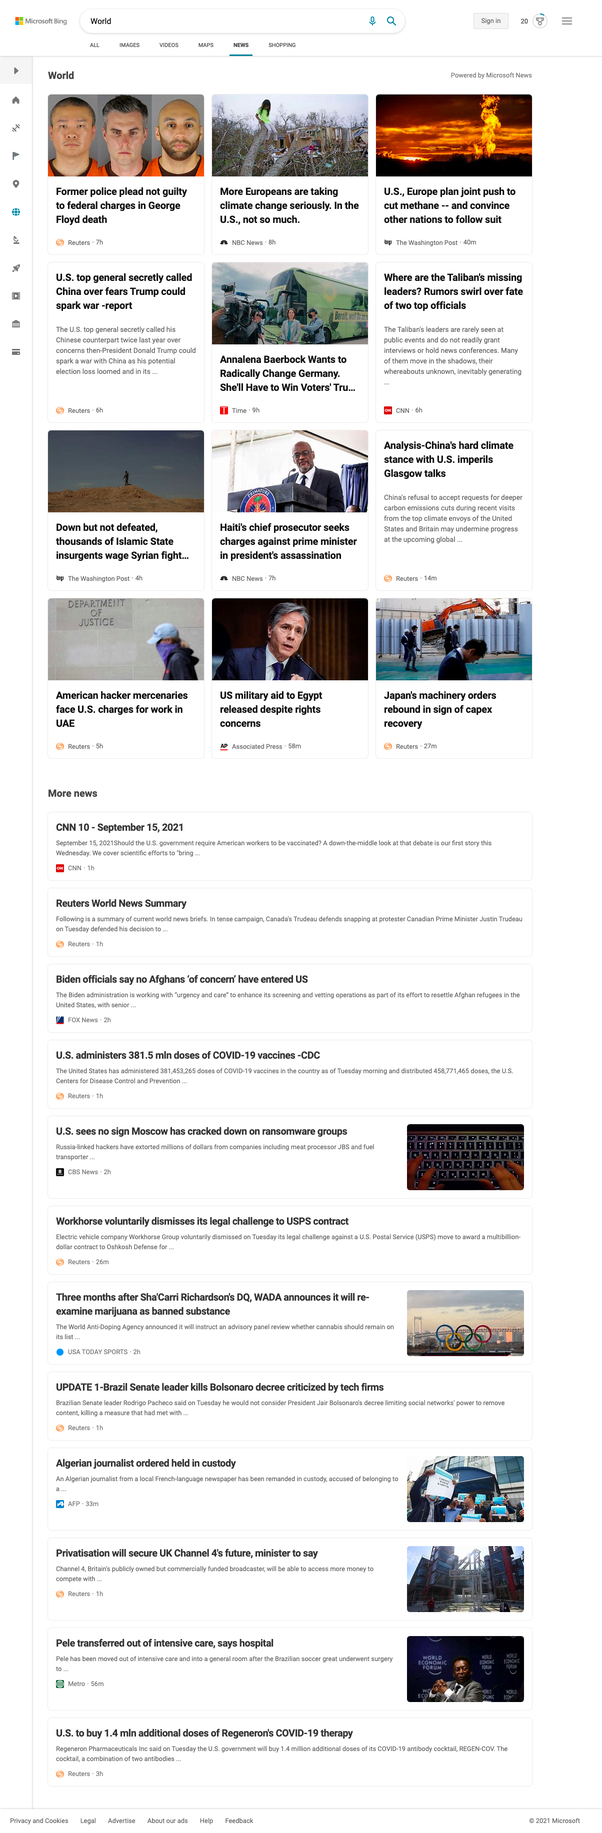 Microsoft Bing
World
Sign in
20
ALL
IMAGES
VIDEOS
MAPS
NEWS
SHOPPING
World
Powered by Microsoft News
Former police plead not guilty
to federal charges in George
Floyd death
Reuters · 7h
More Europeans are taking
climate change seriously. In the
U.S., not so much.
NBC News · 8h
U.S., Europe plan joint push to
cut methane -- and convince
other nations to follow suit
wp The Washington Post · 40m
U.S. top general secretly called
China over fears Trump could
spark war -report
The U.S. top general secretly called his
Chinese counterpart twice last year over
concerns then-President Donald Trump could
spark a war with China as his potential
election loss loomed and in its ...
Reuters · 6h
Annalena Baerbock Wants to
Radically Change Germany.
She'll Have to Win Voters' Tru...
Time · 9h
Where are the Taliban's missing
leaders? Rumors swirl over fate
of two top officials
The Taliban's leaders are rarely seen at
public events and do not readily grant
interviews or hold news conferences. Many
of them move in the shadows, their
whereabouts unknown, inevitably generating
...
CNN · 6h
Down but not defeated,
thousands of Islamic State
insurgents wage Syrian fight...
wp The Washington Post · 4h
Haiti's chief prosecutor seeks
charges against prime minister
in president's assassination
NBC News · 7h
Analysis-China's hard climate
stance with U.S. imperils
Glasgow talks
China's refusal to accept requests for deeper
carbon emissions cuts during recent visits
from the top climate envoys of the United
States and Britain may undermine progress
at the upcoming global ...
Reuters · 14m
DEPARTMENT
OF
JUSTICE
American hacker mercenaries
face U.S. charges for work in
UAE
Reuters · 5h
US military aid to Egypt
released despite rights
concerns
AP Associated Press · 58m
Japan's machinery orders
rebound in sign of capex
recovery
Reuters · 27m
More news
CNN 10 - September 15, 2021
September 15, 2021Should the U.S. government require American workers to be vaccinated? A down-the-middle look at that debate is our first story this
Wednesday. We cover scientific efforts to "bring ...
CNN · 1h
Reuters World News Summary
Following is a summary of current world news briefs. In tense campaign, Canada's Trudeau defends snapping at protester Canadian Prime Minister Justin Trudeau
on Tuesday defended his decision to ...
Reuters · 1h
Biden officials say no Afghans ‘of concern’ have entered US
The Biden administration is working with "urgency and care" to enhance its screening and vetting operations as part of its effort to resettle Afghan refugees in the
United States, with senior ...
FOX News · 2h
U.S. administers 381.5 mln doses of COVID-19 vaccines -CDC
The United States has administered 381,453,265 doses of COVID-19 vaccines in the country as of Tuesday morning and distributed 458,771,465 doses, the U.S.
Centers for Disease Control and Prevention ...
Reuters · 1h
U.S. sees no sign Moscow has cracked down on ransomware groups
Russia-linked hackers have extorted millions of dollars from companies including meat processor JBS and fuel
transporter ...
CBS News · 2h
Workhorse voluntarily dismisses its legal challenge to USPS contract
Electric vehicle company Workhorse Group voluntarily dismissed on Tuesday its legal challenge against a U.S. Postal Service (USPS) move to award a multibillion-
dollar contract to Oshkosh Defense for ...
Reuters · 26m
Three months after Sha'Carri Richardson's DQ, WADA announces it will re-
examine marijuana as banned substance
The World Anti-Doping Agency announced it will instruct an advisory panel review whether cannabis should remain on
its list ...
USA TODAY SPORTS · 2h
UPDATE 1-Brazil Senate leader kills Bolsonaro decree criticized by tech firms
Brazilian Senate leader Rodrigo Pacheco said on Tuesday he would not consider President Jair Bolsonaro's decree limiting social networks' power to remove
content, killing a measure that had met with ...
Reuters · 1h
Algerian journalist ordered held in custody
An Algerian journalist from a local French-language newspaper has been remanded in custody, accused of belonging to
a ...
AFP · 33m
Privatisation will secure UK Channel 4's future, minister to say
Channel 4, Britain's publicly owned but commercially funded broadcaster, will be able to access more money to
compete with ...
Reuters · 1h
Pele transferred out of intensive care, says hospital
Pele has been moved out of intensive care and into a general room after the Brazilian soccer great underwent surgery
to ...
Metro · 56m
WORLD
ECONOMIC
FORUM
U.S. to buy 1.4 mln additional doses of Regeneron's COVID-19 therapy
Regeneron Pharmaceuticals Inc said on Tuesday the U.S. government will buy 1.4 million additional doses of its COVID-19 antibody cocktail, REGEN-COV. The
cocktail, a combination of two antibodies ...
Reuters · 3h
Privacy and Cookies
Legal
Advertise
About our ads
Help
Feedback
© 2021 Microsoft